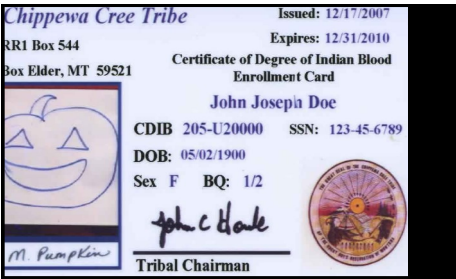 Chippewa Cree Tribe
Issued: 12/17/2007
RR1 Box 544
Expires: 12/31/2010
Box Elder, MT 59521
Certificate of Degree of Indian Blood
Enrollment Card
John Joseph Doe
CDIB 205-U20000 SSN: 123-45-6789
DOB: 05/02/1900
Sex F BQ: 1/2
M. Pumpkin
Tribal Chairman